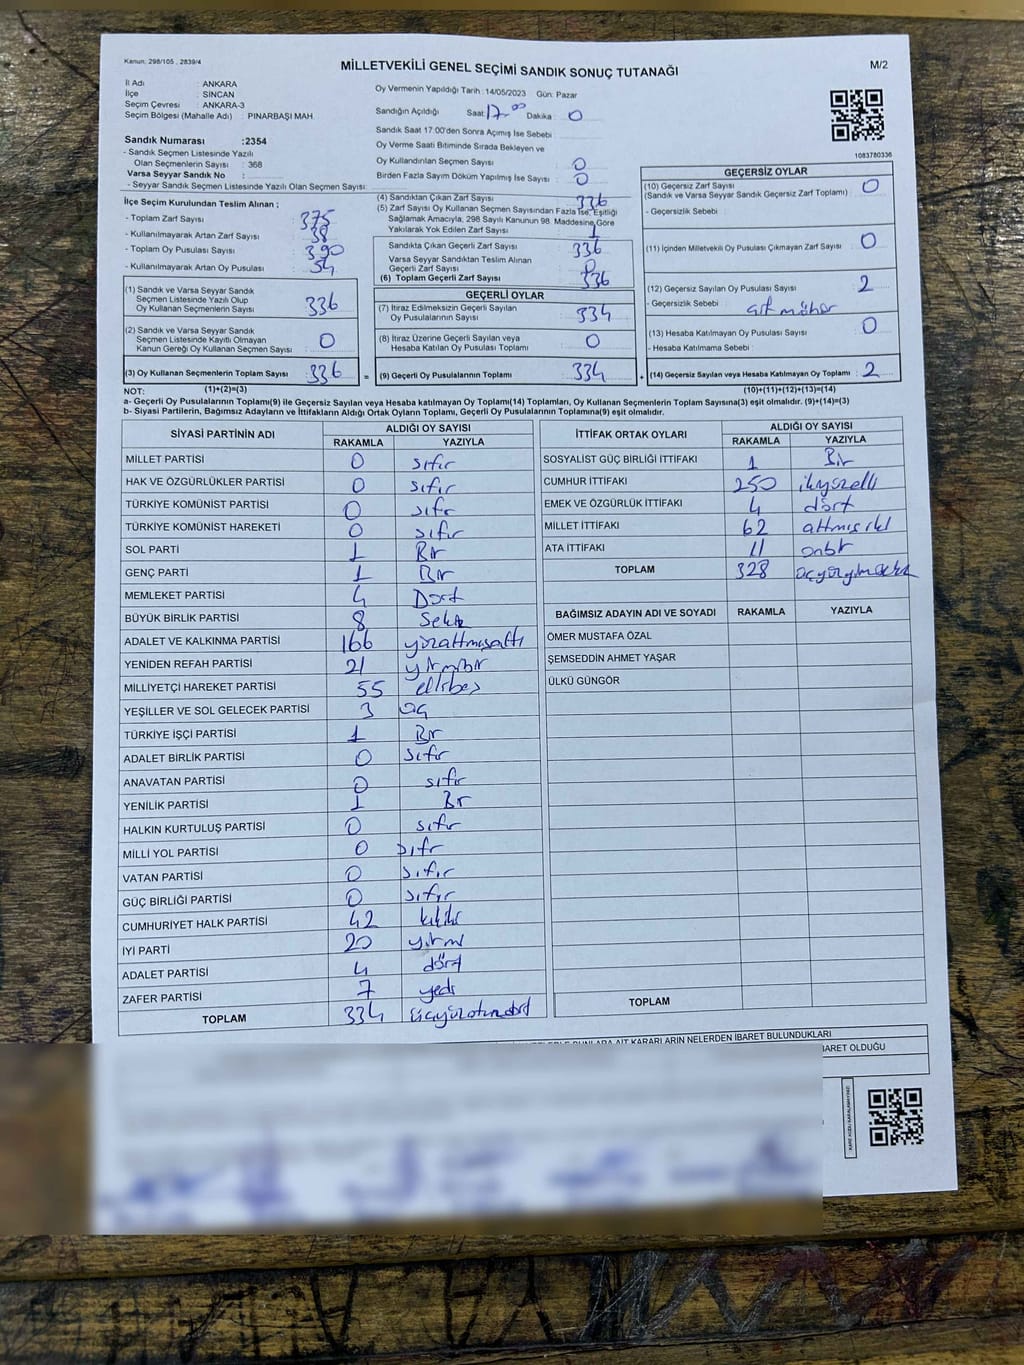 Kanun: 298/105 , 2839/4
MİLLETVEKİLİ GENEL SEÇİMİ SANDIK SONUÇ TUTANAĞI
M/2
İl Adı : ANKARA
İlçe : SİNCAN
Seçim Çevresi : ANKARA-3
Seçim Bölgesi (Mahalle Adı) : PINARBAŞI MAH.
Sandık Numarası :2354
- Sandık Seçmen Listesinde Yazılı
Olan Seçmenlerin Sayısı : 368
Varsa Seyyar Sandık No :
- Seyyar Sandık Seçmen Listesinde Yazılı Olan Seçmen Sayısı:
Oy Vermenin Yapıldığı Tarih : 14/05/2023 Gün: Pazar
Sandığın Açıldığı Saat 17.00 Dakika : 0
Sandık Saat 17:00'den Sonra Açımış İse Sebebi :
Oy Verme Saati Bitiminde Sırada Bekleyen ve
Oy Kullandırılan Seçmen Sayısı : 0
Birden Fazla Sayım Döküm Yapılmış İse Sayısı : 0
1083780336
İlçe Seçim Kurulundan Teslim Alınan ;
- Toplam Zarf Sayısı : 375
- Kullanılmayarak Artan Zarf Sayısı : 38
- Toplam Oy Pusulası Sayısı : 390
- Kullanılmayarak Artan Oy Pusulası : 54
(1) Sandık ve Varsa Seyyar Sandık
Seçmen Listesinde Yazılı Olup
Oy Kullanan Seçmenlerin Sayısı : 336
(2) Sandık ve Varsa Seyyar Sandık
Seçmen Listesinde Kayıtlı Olmayan
Kanun Gereği Oy Kullanan Seçmen Sayısı : 0
(3) Oy Kullanan Seçmenlerin Toplam Sayısı : 336
(1)+(2)=(3)
(4) Sandıktan Çıkan Zarf Sayısı : 336
(5) Zarf Sayısı Oy Kullanan Seçmen Sayısından Fazla İse, Eşitliği
Sağlamak Amacıyla, 298 Sayılı Kanunun 98. Maddesine Göre
Yakılarak Yok Edilen Zarf Sayısı :
Sandıkta Çıkan Geçerli Zarf Sayısı : 336
Varsa Seyyar Sandıktan Teslim Alınan
Geçerli Zarf Sayısı : 0
(6) Toplam Geçerli Zarf Sayısı : 336
GEÇERLİ OYLAR
(7) İtiraz Edilmeksizin Geçerli Sayılan
Oy Pusulalarının Sayısı : 334
(8) İtiraz Üzerine Geçerli Sayılan veya
Hesaba Katılan Oy Pusulası Toplamı : 0
= (9) Geçerli Oy Pusulalarının Toplamı : 334
GEÇERSİZ OYLAR
(10) Geçersiz Zarf Sayısı : 0
(Sandık ve Varsa Seyyar Sandık Geçersiz Zarf Toplamı)
- Geçersizlik Sebebi :
(11) İçinden Milletvekili Oy Pusulası Çıkmayan Zarf Sayısı : 0
(12) Geçersiz Sayılan Oy Pusulası Sayısı : 2
- Geçersizlik Sebebi : mühür
(13) Hesaba Katılmayan Oy Pusulası Sayısı : 0
- Hesaba Katılmama Sebebi :
+ (14) Geçersiz Sayılan veya Hesaba Katılmayan Oy Toplamı : 2
(10)+(11)+(12)+(13)=(14)
NOT:
a- Geçerli Oy Pusulalarının Toplamı(9) ile Geçersiz Sayılan veya Hesaba katılmayan Oy Toplamı(14) Toplamları, Oy Kullanan Seçmenlerin Toplam Sayısına(3) eşit olmalıdır. (9)+(14)=(3)
b- Siyasi Partilerin, Bağımsız Adayların ve İttifakların Aldığı Ortak Oyların Toplamı, Geçerli Oy Pusulalarının Toplamına(9) eşit olmalıdır.
SİYASİ PARTİNİN ADI ALDIĞI OY SAYISI
RAKAMLA YAZIYLA
MİLLET PARTİSİ 0 sıfır
HAK VE ÖZGÜRLÜKLER PARTİSİ 0 sıfır
TÜRKİYE KOMÜNİST PARTİSİ 0 sıfır
TÜRKİYE KOMÜNİST HAREKETİ 0 sıfır
SOL PARTİ 1 Bir
GENÇ PARTİ 1 Bir
MEMLEKET PARTİSİ 4 Dört
BÜYÜK BİRLİK PARTİSİ 8 Sekiz
ADALET VE KALKINMA PARTİSİ 166 yüzaltmışaltı
YENİDEN REFAH PARTİSİ 21 yirmibir
MİLLİYETÇİ HAREKET PARTİSİ 55 ellibeş
YEŞİLLER VE SOL GELECEK PARTİSİ 3 üç
TÜRKİYE İŞÇİ PARTİSİ 1 Bir
ADALET BİRLİK PARTİSİ 0 sıfır
ANAVATAN PARTİSİ 0 sıfır
YENİLİK PARTİSİ 1 Bir
HALKIN KURTULUŞ PARTİSİ 0 sıfır
MİLLİ YOL PARTİSİ 0 sıfır
VATAN PARTİSİ 0 sıfır
GÜÇ BİRLİĞİ PARTİSİ 0 sıfır
CUMHURİYET HALK PARTİSİ 42 kırkiki
İYİ PARTİ 20 yirmi
ADALET PARTİSİ 4 dört
ZAFER PARTİSİ 7 yedi
TOPLAM 334 üçyüzotuzdört
İTTİFAK ORTAK OYLARI ALDIĞI OY SAYISI
RAKAMLA YAZIYLA
SOSYALİST GÜÇ BİRLİĞİ İTTİFAKI 1 Bir
CUMHUR İTTİFAKI 250 ikiyüzelli
EMEK VE ÖZGÜRLÜK İTTİFAKI 4 dört
MİLLET İTTİFAKI 62 altmışiki
ATA İTTİFAKI 11 onbir
TOPLAM 328 üçyüzyirmisekiz
BAĞIMSIZ ADAYIN ADI VE SOYADI RAKAMLA YAZIYLA
ÖMER MUSTAFA ÖZAL
ŞEMSEDDİN AHMET YAŞAR
ÜLKÜ GÜNGÖR
TOPLAM
BUNLARA AİT KARARLARIN NELERDEN İBARET BULUNDUKLARI
İBARET OLDUĞU